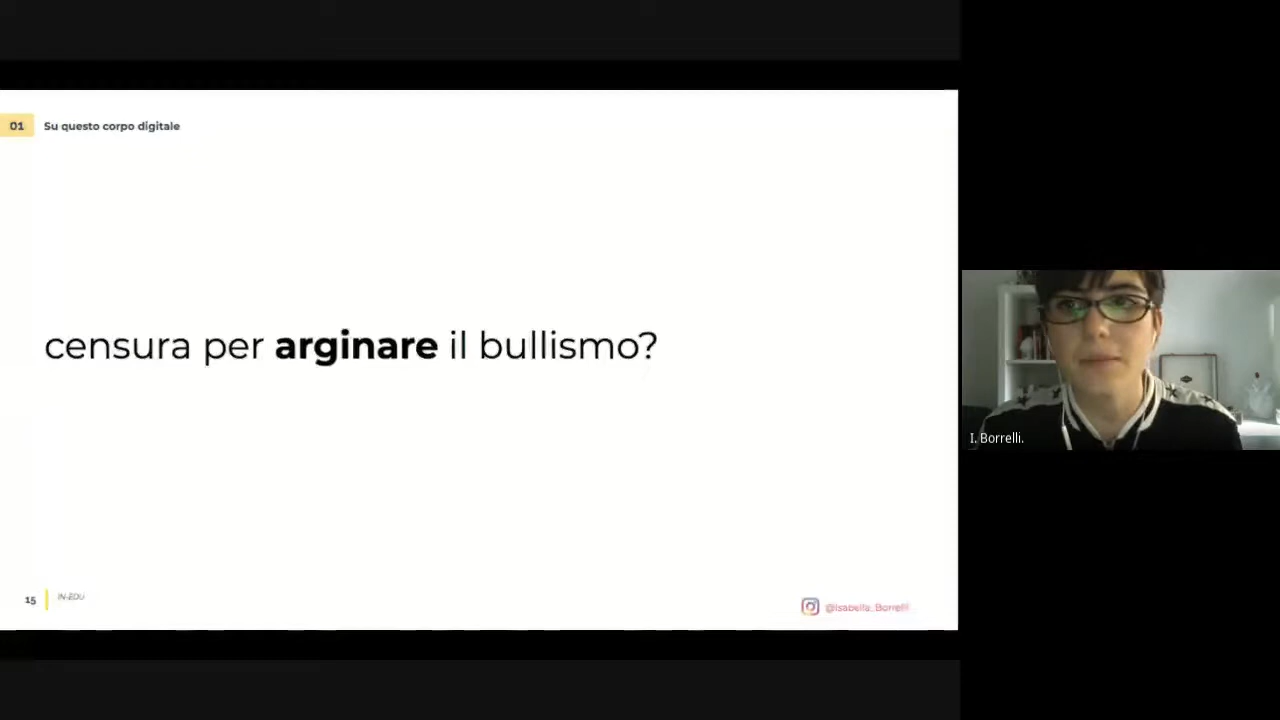 01 Su questo corpo digitale
censura per arginare il bullismo?
I. Borrelli.
15 IN-EDU
@Isabella_Borrelli